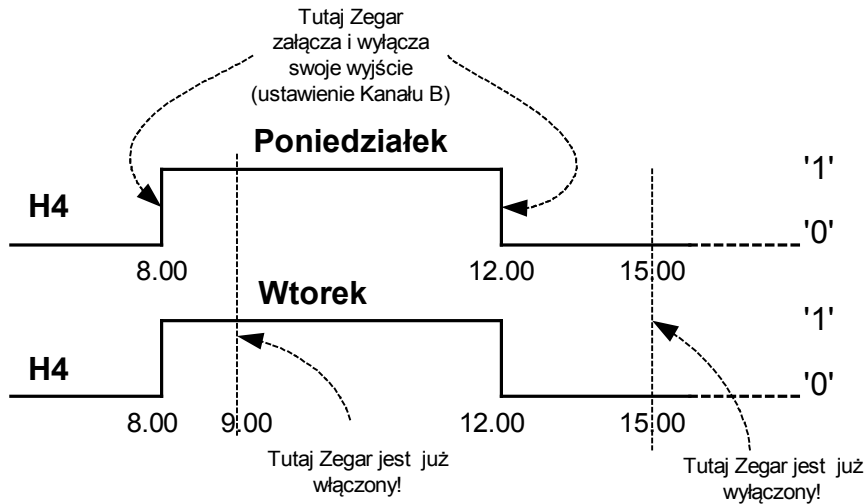 Tutaj Zegar
załącza i wyłącza
swoje wyjście
(ustawienie Kanału B)
Poniedziałek
'1'
H4
'0'
8.00
12.00
15.00
Wtorek
'1'
H4
'0'
8.00
9.00
12.00
15.00
Tutaj Zegar jest już
włączony!
Tutaj Zegar jest już
wyłączony!